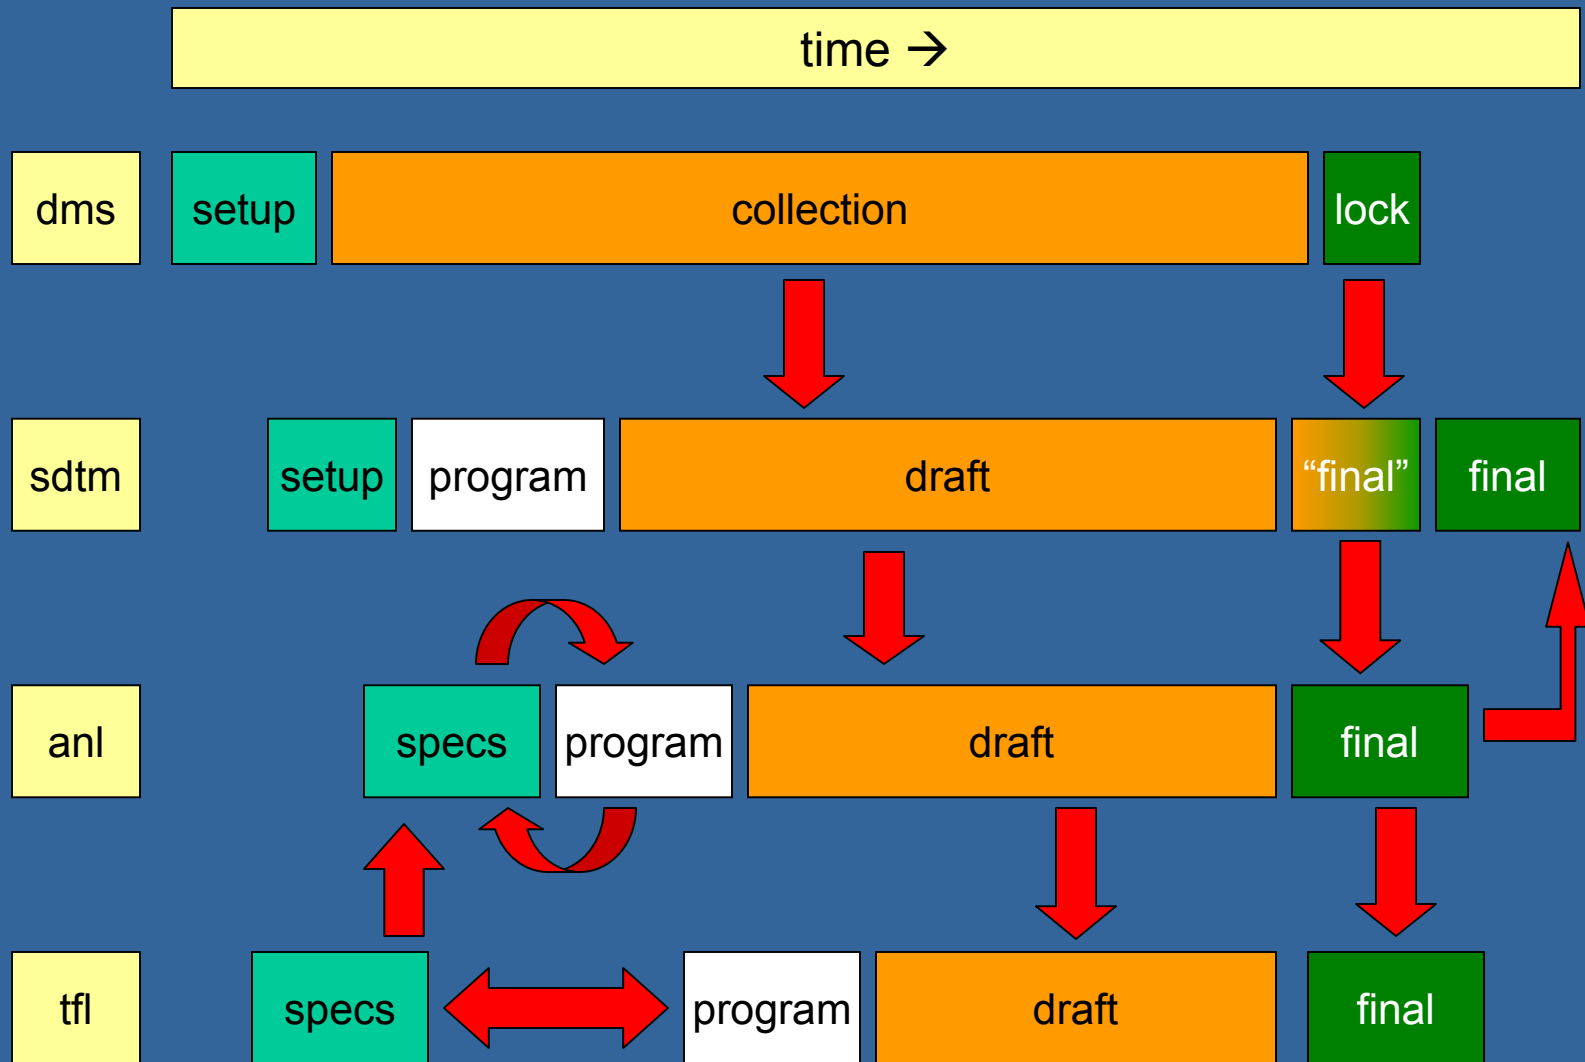 time →
dms setup collection lock
sdtm setup program draft “final” final
anl specs program draft final
tfl specs program draft final